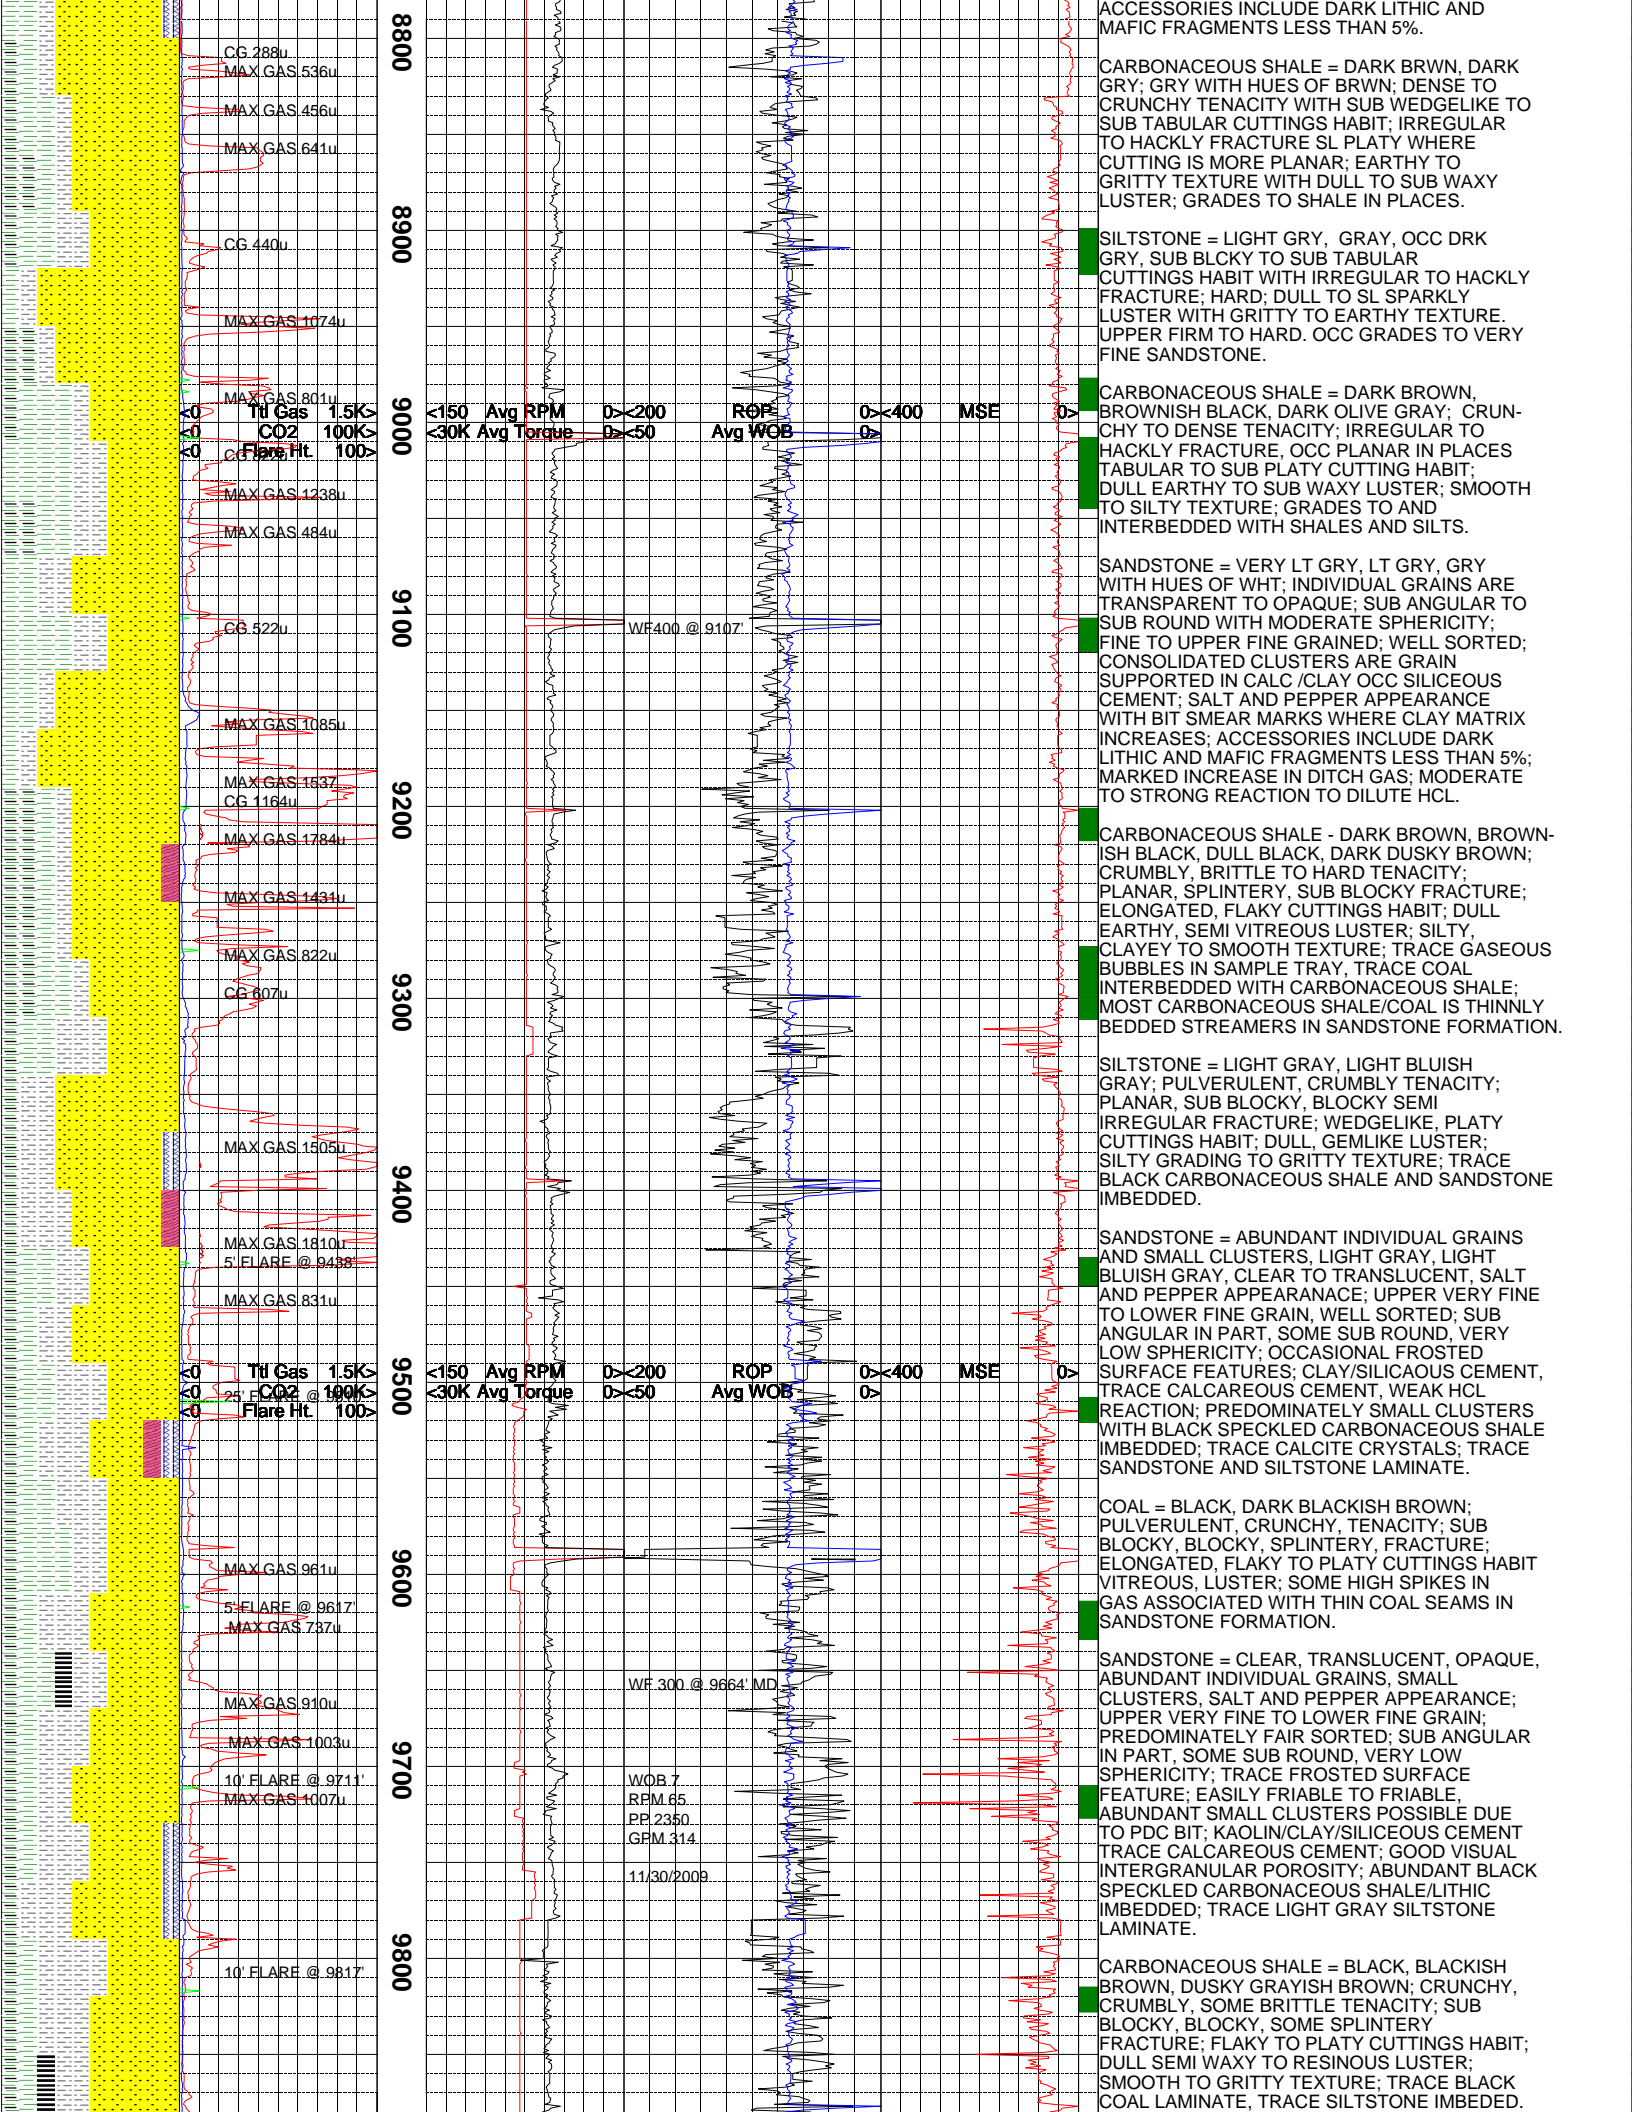 8800
CG 288u
MAX GAS 536u
MAX GAS 456u
MAX GAS 641u
8900
CG 440u
MAX GAS 1074u
MAX GAS 801u
<0 Ttl Gas 1.5K>
<0 CO2 100K>
<0 Flare Ht. 100>
<150 Avg RPM 0>
<30K Avg Torque 0>
<200 ROP 0>
<50 Avg WOB 0>
<400 MSE 0>
9000
CG
MAX GAS 1238u
MAX GAS 484u
9100
CG 522u
WF400 @ 9107'
MAX GAS 1085u
MAX GAS 1537
CG 1164u
9200
MAX GAS 1784u
MAX GAS 1431u
MAX GAS 822u
CG 607u
9300
MAX GAS 1505u
9400
MAX GAS 1810u
5' FLARE @ 9438'
MAX GAS 831u
<0 Ttl Gas 1.5K>
<0 CO2 100K>
<0 Flare Ht. 100>
<150 Avg RPM 0>
<30K Avg Torque 0>
<200 ROP 0>
<50 Avg WOB 0>
<400 MSE 0>
25' FLARE @
9500
MAX GAS 961u
9600
5' FLARE @ 9617'
MAX GAS 737u
WF 300 @ 9664' MD
MAX GAS 910u
MAX GAS 1003u
9700
10' FLARE @ 9711'
MAX GAS 1007u
WOB 7
RPM 65
PP 2350
GPM 314
11/30/2009
9800
10' FLARE @ 9817'
ACCESSORIES INCLUDE DARK LITHIC AND
MAFIC FRAGMENTS LESS THAN 5%.
CARBONACEOUS SHALE = DARK BRWN, DARK
GRY; GRY WITH HUES OF BRWN; DENSE TO
CRUNCHY TENACITY WITH SUB WEDGELIKE TO
SUB TABULAR CUTTINGS HABIT; IRREGULAR
TO HACKLY FRACTURE SL PLATY WHERE
CUTTING IS MORE PLANAR; EARTHY TO
GRITTY TEXTURE WITH DULL TO SUB WAXY
LUSTER; GRADES TO SHALE IN PLACES.
SILTSTONE = LIGHT GRY, GRAY, OCC DRK
GRY, SUB BLCKY TO SUB TABULAR
CUTTINGS HABIT WITH IRREGULAR TO HACKLY
FRACTURE; HARD; DULL TO SL SPARKLY
LUSTER WITH GRITTY TO EARTHY TEXTURE.
UPPER FIRM TO HARD. OCC GRADES TO VERY
FINE SANDSTONE.
CARBONACEOUS SHALE = DARK BROWN,
BROWNISH BLACK, DARK OLIVE GRAY; CRUN-
CHY TO DENSE TENACITY; IRREGULAR TO
HACKLY FRACTURE, OCC PLANAR IN PLACES
TABULAR TO SUB PLATY CUTTING HABIT;
DULL EARTHY TO SUB WAXY LUSTER; SMOOTH
TO SILTY TEXTURE; GRADES TO AND
INTERBEDDED WITH SHALES AND SILTS.
SANDSTONE = VERY LT GRY, LT GRY, GRY
WITH HUES OF WHT; INDIVIDUAL GRAINS ARE
TRANSPARENT TO OPAQUE; SUB ANGULAR TO
SUB ROUND WITH MODERATE SPHERICITY;
FINE TO UPPER FINE GRAINED; WELL SORTED;
CONSOLIDATED CLUSTERS ARE GRAIN
SUPPORTED IN CALC /CLAY OCC SILICEOUS
CEMENT; SALT AND PEPPER APPEARANCE
WITH BIT SMEAR MARKS WHERE CLAY MATRIX
INCREASES; ACCESSORIES INCLUDE DARK
LITHIC AND MAFIC FRAGMENTS LESS THAN 5%;
MARKED INCREASE IN DITCH GAS; MODERATE
TO STRONG REACTION TO DILUTE HCL.
CARBONACEOUS SHALE - DARK BROWN, BROWN-
ISH BLACK, DULL BLACK, DARK DUSKY BROWN;
CRUMBLY, BRITTLE TO HARD TENACITY;
PLANAR, SPLINTERY, SUB BLOCKY FRACTURE;
ELONGATED, FLAKY CUTTINGS HABIT; DULL
EARTHY, SEMI VITREOUS LUSTER; SILTY,
CLAYEY TO SMOOTH TEXTURE; TRACE GASEOUS
BUBBLES IN SAMPLE TRAY, TRACE COAL
INTERBEDDED WITH CARBONACEOUS SHALE;
MOST CARBONACEOUS SHALE/COAL IS THINNLY
BEDDED STREAMERS IN SANDSTONE FORMATION.
SILTSTONE = LIGHT GRAY, LIGHT BLUISH
GRAY; PULVERULENT, CRUMBLY TENACITY;
PLANAR, SUB BLOCKY, BLOCKY SEMI
IRREGULAR FRACTURE; WEDGELIKE, PLATY
CUTTINGS HABIT; DULL, GEMLIKE LUSTER;
SILTY GRADING TO GRITTY TEXTURE; TRACE
BLACK CARBONACEOUS SHALE AND SANDSTONE
IMBEDDED.
SANDSTONE = ABUNDANT INDIVIDUAL GRAINS
AND SMALL CLUSTERS, LIGHT GRAY, LIGHT
BLUISH GRAY, CLEAR TO TRANSLUCENT, SALT
AND PEPPER APPEARANACE; UPPER VERY FINE
TO LOWER FINE GRAIN, WELL SORTED; SUB
ANGULAR IN PART, SOME SUB ROUND, VERY
LOW SPHERICITY; OCCASIONAL FROSTED
SURFACE FEATURES; CLAY/SILICAOUS CEMENT,
TRACE CALCAREOUS CEMENT, WEAK HCL
REACTION; PREDOMINATELY SMALL CLUSTERS
WITH BLACK SPECKLED CARBONACEOUS SHALE
IMBEDDED; TRACE CALCITE CRYSTALS; TRACE
SANDSTONE AND SILTSTONE LAMINATE.
COAL = BLACK, DARK BLACKISH BROWN;
PULVERULENT, CRUNCHY, TENACITY; SUB
BLOCKY, BLOCKY, SPLINTERY, FRACTURE;
ELONGATED, FLAKY TO PLATY CUTTINGS HABIT
VITREOUS, LUSTER; SOME HIGH SPIKES IN
GAS ASSOCIATED WITH THIN COAL SEAMS IN
SANDSTONE FORMATION.
SANDSTONE = CLEAR, TRANSLUCENT, OPAQUE,
ABUNDANT INDIVIDUAL GRAINS, SMALL
CLUSTERS, SALT AND PEPPER APPEARANCE;
UPPER VERY FINE TO LOWER FINE GRAIN;
PREDOMINATELY FAIR SORTED; SUB ANGULAR
IN PART, SOME SUB ROUND, VERY LOW
SPHERICITY; TRACE FROSTED SURFACE
FEATURE; EASILY FRIABLE TO FRIABLE,
ABUNDANT SMALL CLUSTERS POSSIBLE DUE
TO PDC BIT; KAOLIN/CLAY/SILICEOUS CEMENT
TRACE CALCAREOUS CEMENT; GOOD VISUAL
INTERGRANULAR POROSITY; ABUNDANT BLACK
SPECKLED CARBONACEOUS SHALE/LITHIC
IMBEDDED; TRACE LIGHT GRAY SILTSTONE
LAMINATE.
CARBONACEOUS SHALE = BLACK, BLACKISH
BROWN, DUSKY GRAYISH BROWN; CRUNCHY,
CRUMBLY, SOME BRITTLE TENACITY; SUB
BLOCKY, BLOCKY, SOME SPLINTERY
FRACTURE; FLAKY TO PLATY CUTTINGS HABIT;
DULL SEMI WAXY TO RESINOUS LUSTER;
SMOOTH TO GRITTY TEXTURE; TRACE BLACK
COAL LAMINATE, TRACE SILTSTONE IMBEDED.